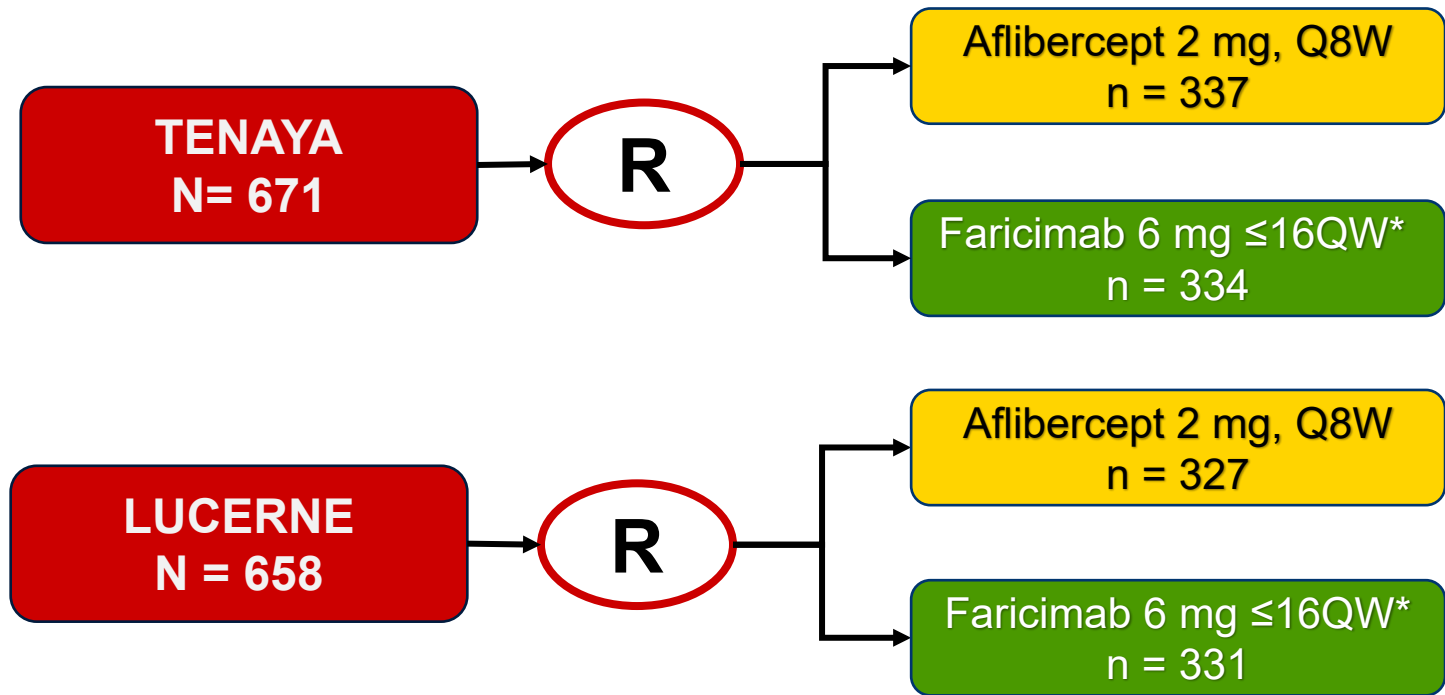 TENAYA
N= 671
R
Aflibercept 2 mg, Q8W
n = 337
Faricimab 6 mg ≤16QW*
n = 334
LUCERNE
N = 658
R
Aflibercept 2 mg, Q8W
n = 327
Faricimab 6 mg ≤16QW*
n = 331